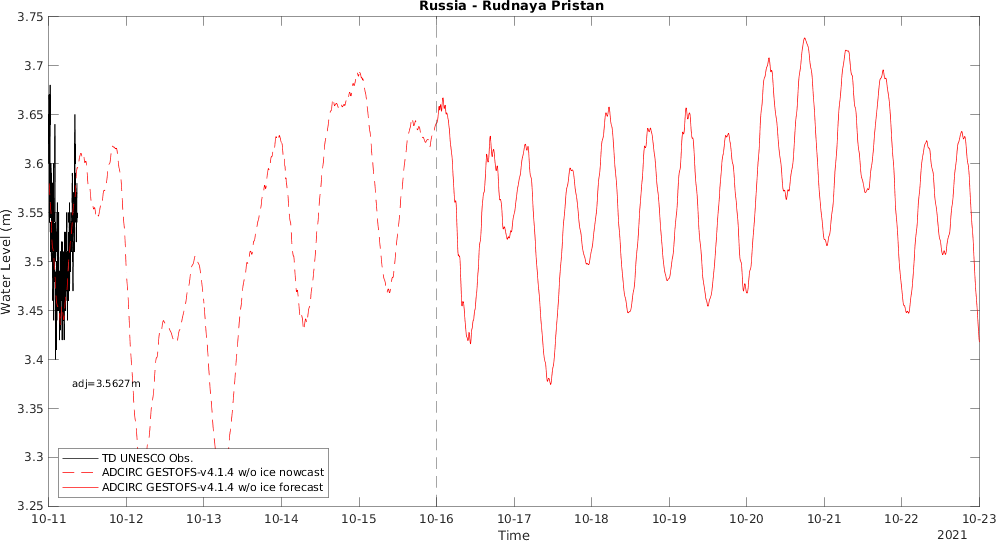 Russia - Rudnaya Pristan
3.75
3.7
3.65
3.6
3.55
3.5
3.45
3.4
3.35
3.3
3.25
Water Level (m)
adj=3.5627m
TD UNESCO Obs.
ADCIRC GESTOFS-v4.1.4 w/o ice nowcast
ADCIRC GESTOFS-v4.1.4 w/o ice forecast
10-11 10-12 10-13 10-14 10-15 10-16 10-17 10-18 10-19 10-20 10-21 10-22 10-23
Time
2021